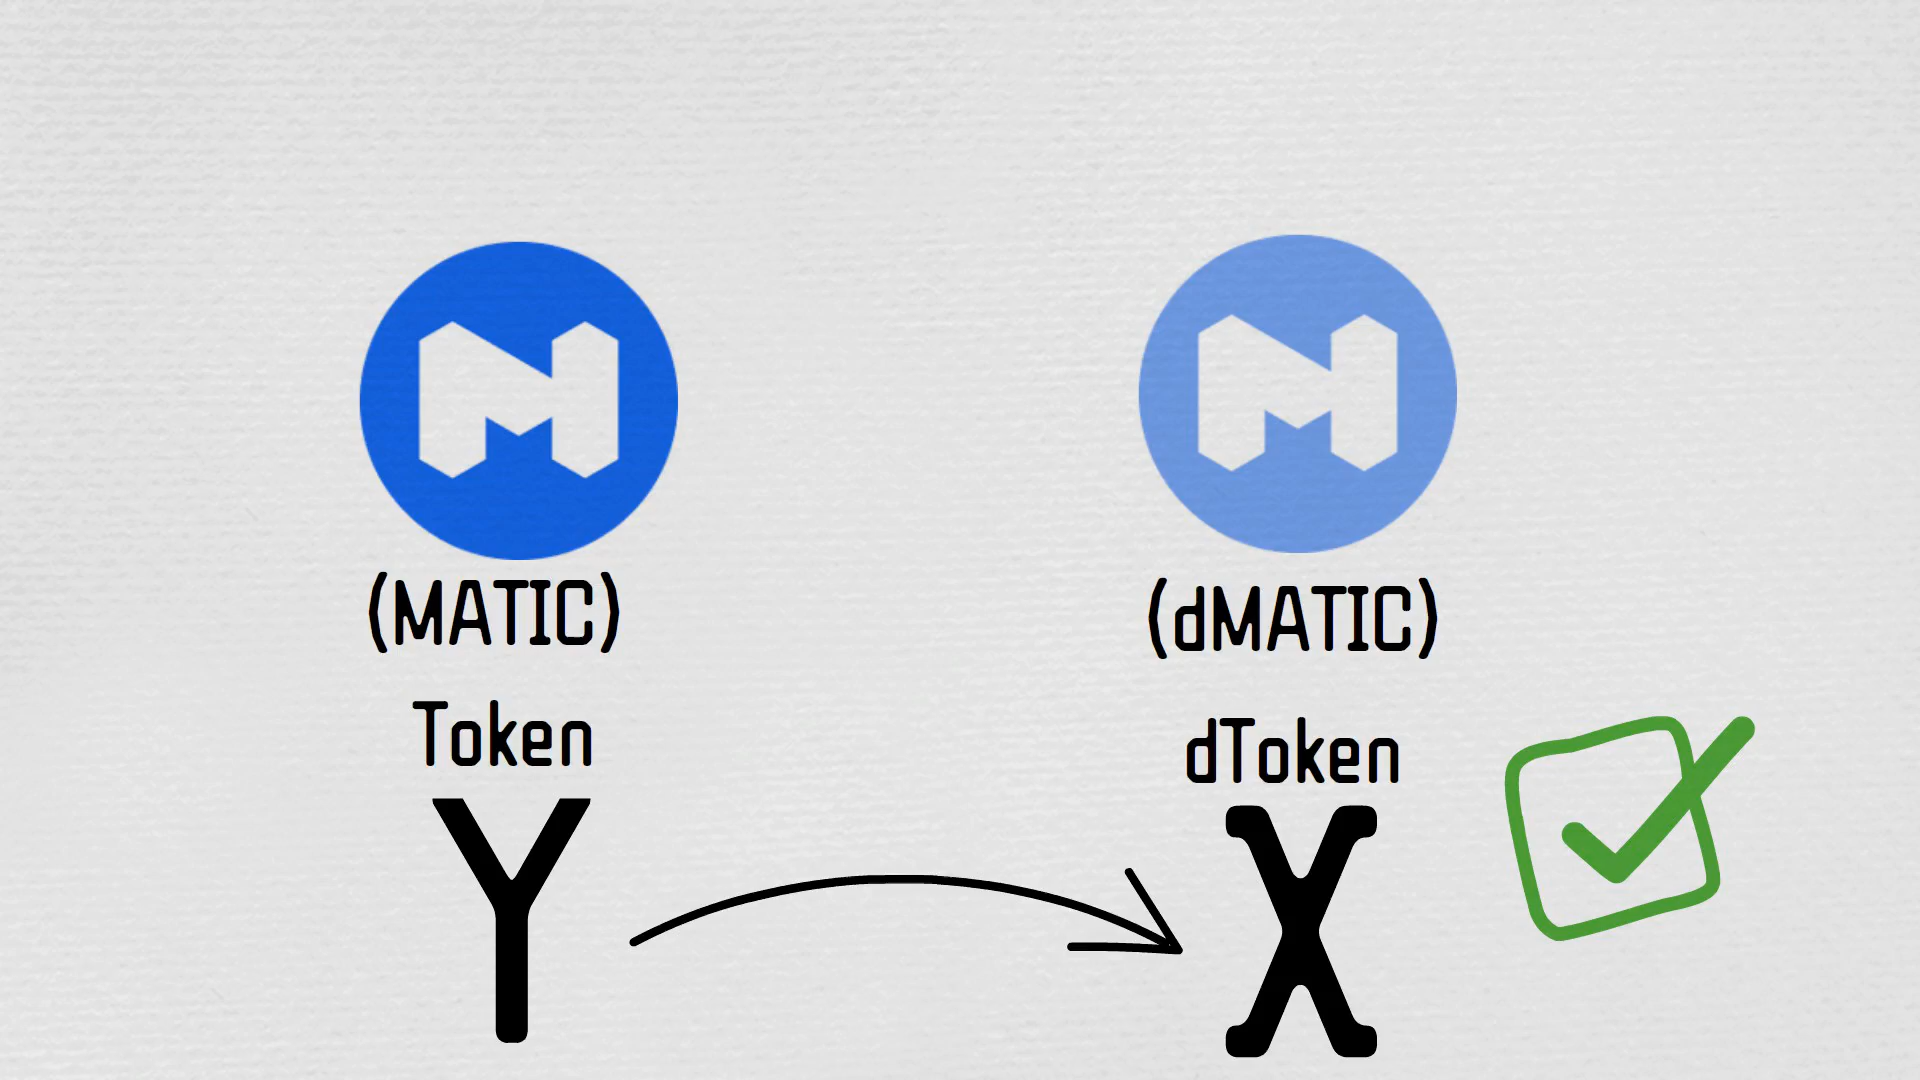 (MATIC)
Token
Y
(dMATIC)
dToken
X